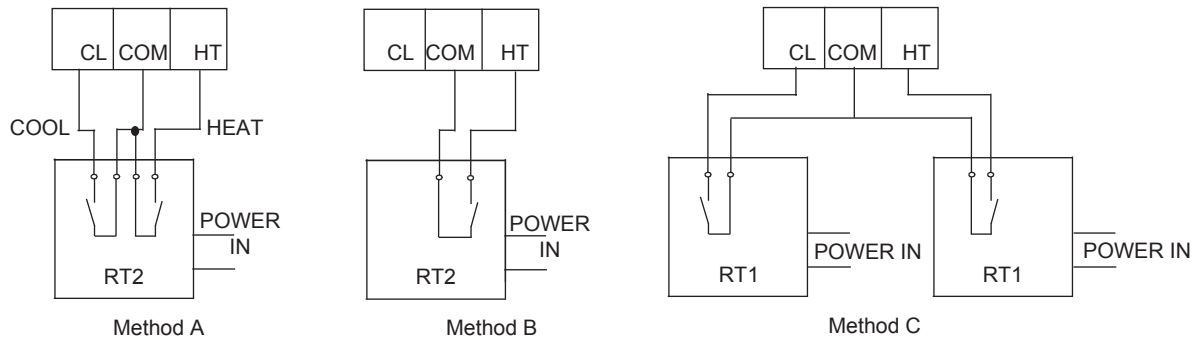 CL COM HT
COOL HEAT
POWER
IN
RT2
Method A
CL COM HT
POWER
IN
RT2
Method B
CL COM HT
POWER IN
RT1
POWER IN
RT1
Method C